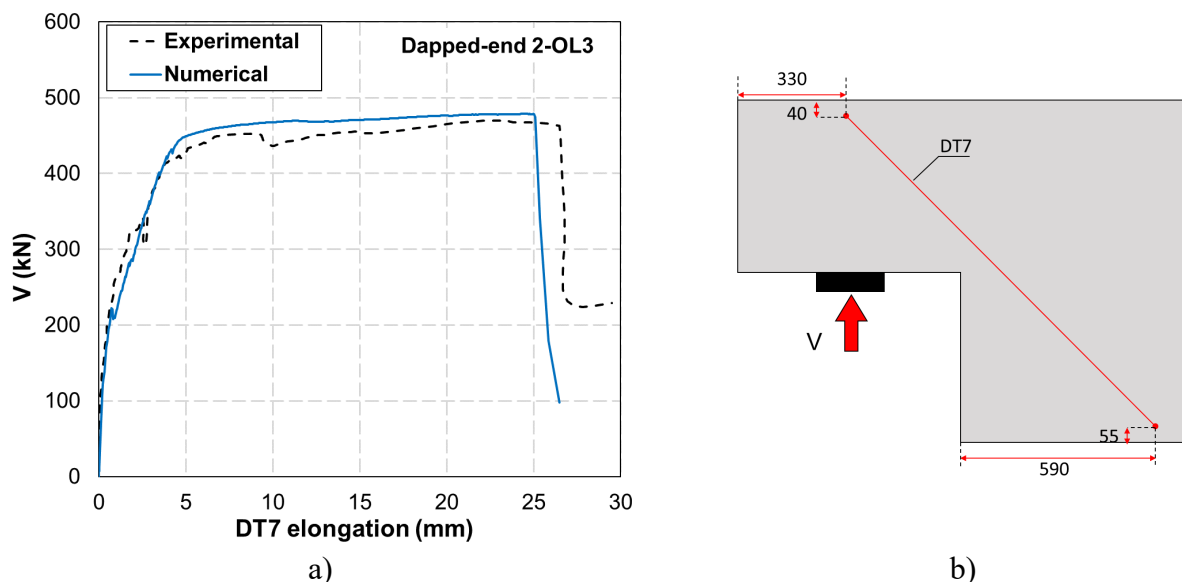 600
500
400
300
200
100
0
V (kN)
Experimental
Numerical
Dapped-end 2-OL3
0 5 10 15 20 25 30
DT7 elongation (mm)
a)
330
40
DT7
V
55
590
b)